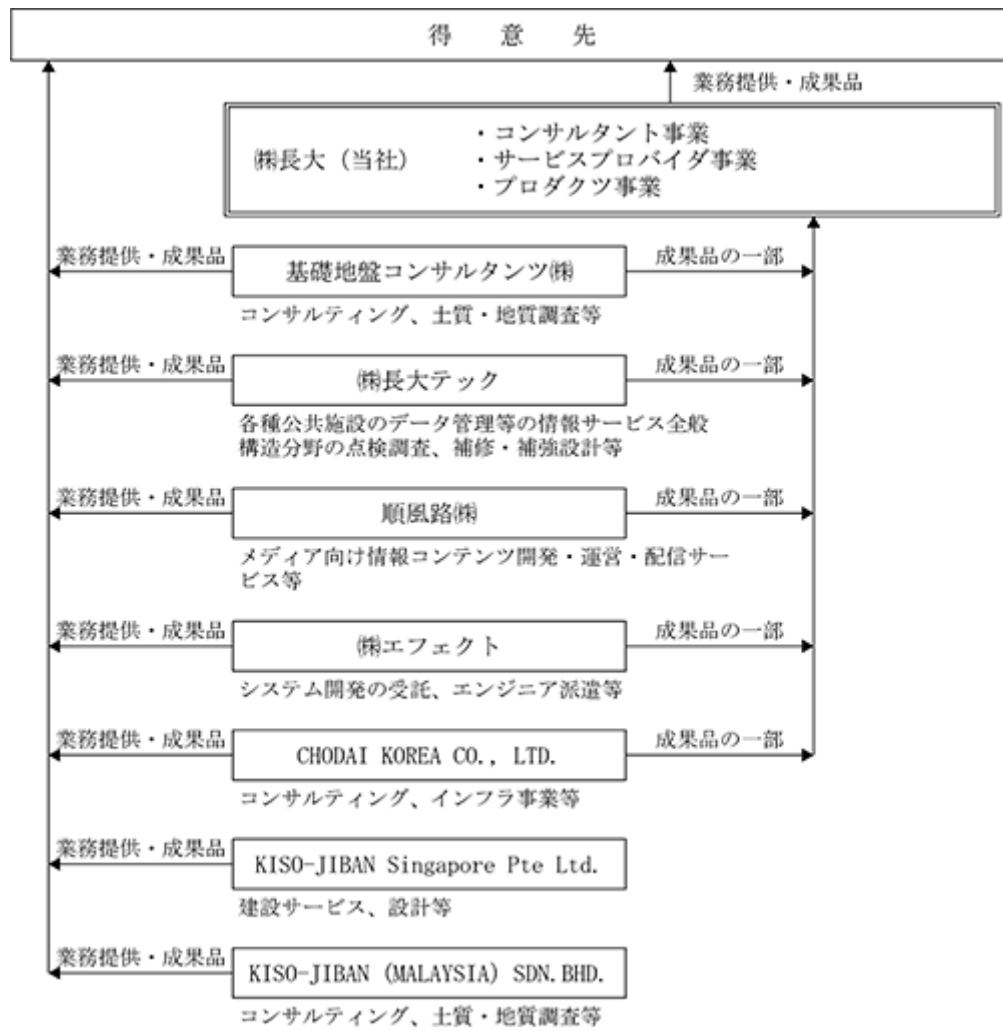 得意先
業務提供・成果品
㈱長大（当社）
・コンサルタント事業
・サービスプロバイダ事業
・プロダクツ事業
業務提供・成果品
基礎地盤コンサルタンツ㈱
成果品の一部
コンサルティング、土質・地質調査等
業務提供・成果品
㈱長大テック
成果品の一部
各種公共施設のデータ管理等の情報サービス全般
構造分野の点検調査、補修・補強設計等
業務提供・成果品
順風路㈱
成果品の一部
メディア向け情報コンテンツ開発・運営・配信サー
ビス等
業務提供・成果品
㈱エフェクト
成果品の一部
システム開発の受託、エンジニア派遣等
業務提供・成果品
CHODAI KOREA CO., LTD.
成果品の一部
コンサルティング、インフラ事業等
業務提供・成果品
KISO-JIBAN Singapore Pte Ltd.
建設サービス、設計等
業務提供・成果品
KISO-JIBAN (MALAYSIA) SDN.BHD.
コンサルティング、土質・地質調査等